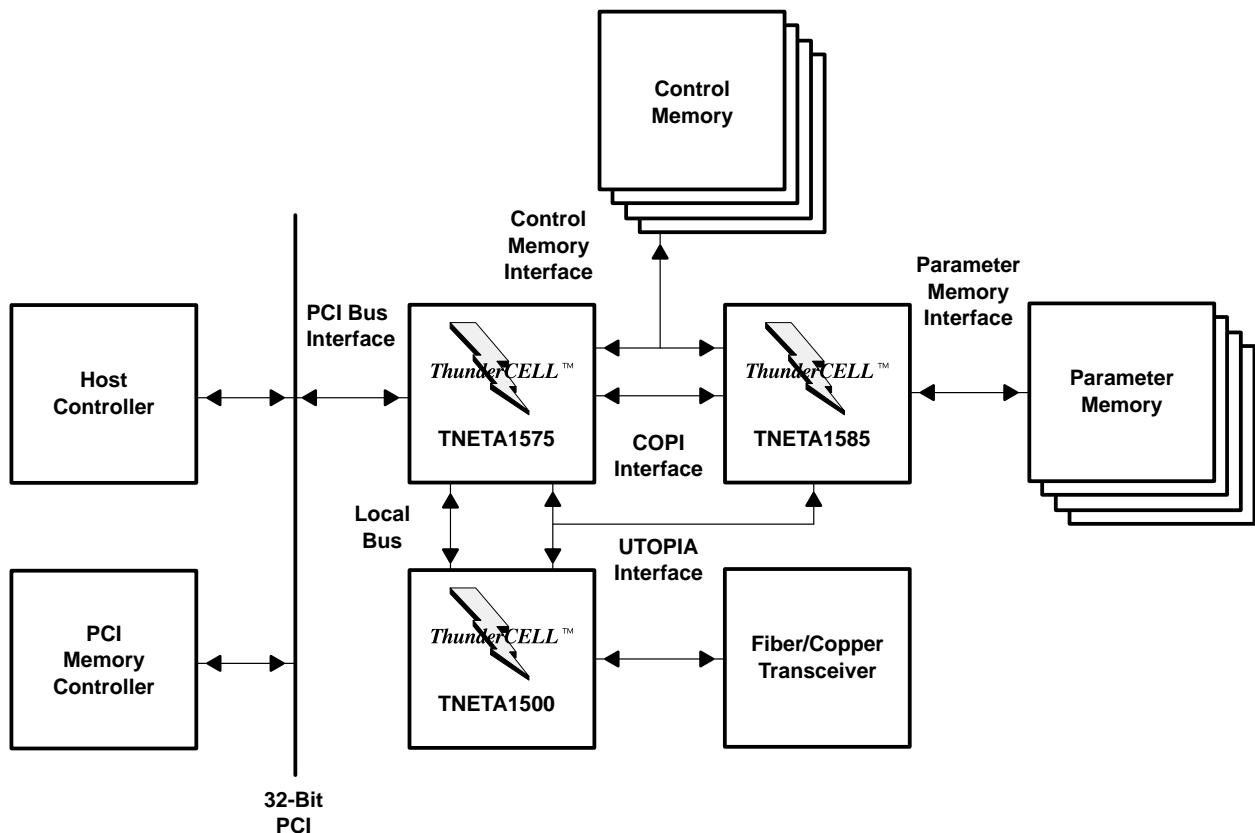 Control
Memory
Control
Memory
Interface
Parameter
Memory
Interface
PCI Bus
Interface
Host
Controller
ThunderCELL™
TNETA1575
ThunderCELL™
TNETA1585
Parameter
Memory
COPI
Interface
Local
Bus
UTOPIA
Interface
PCI
Memory
Controller
ThunderCELL™
TNETA1500
Fiber/Copper
Transceiver
32-Bit
PCI